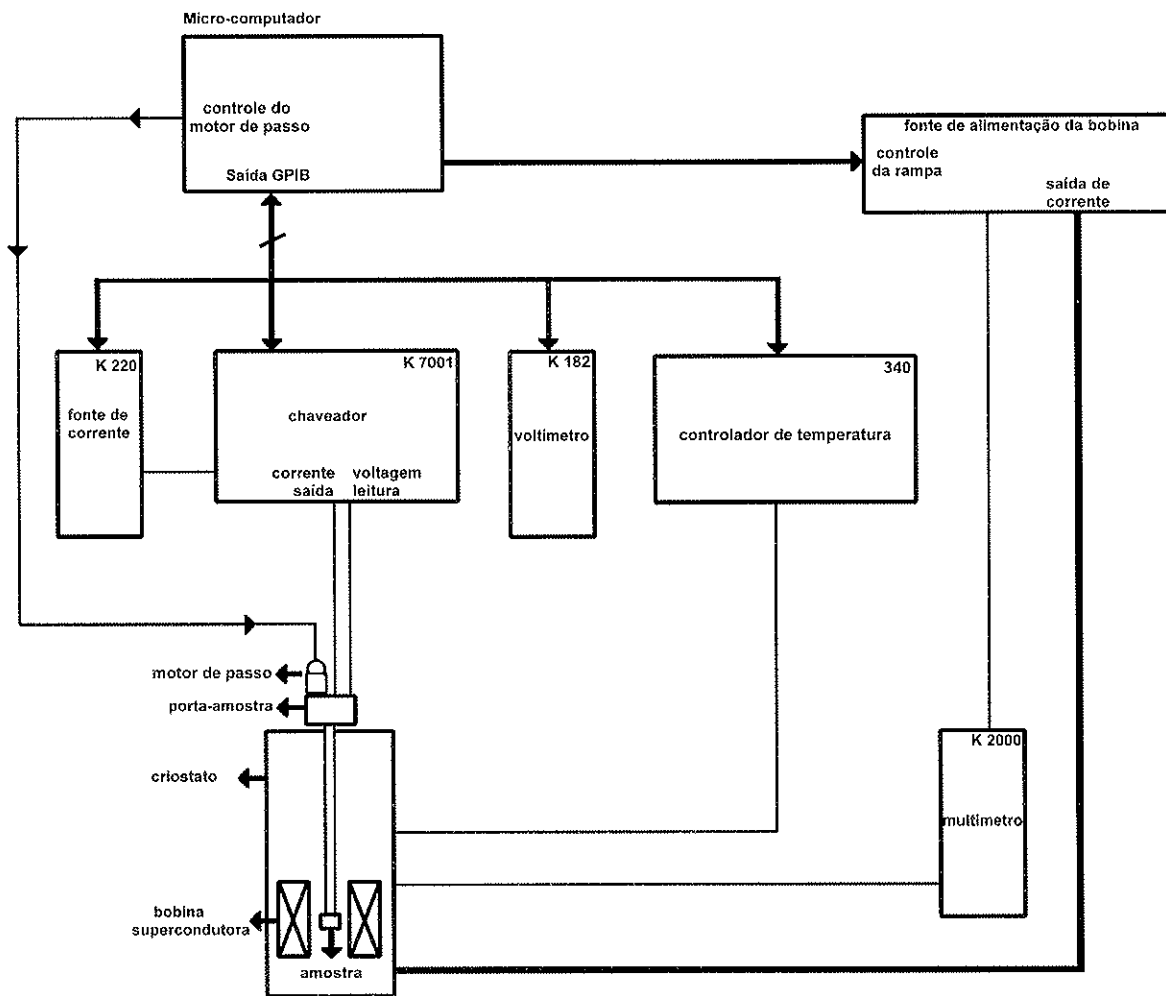 Micro-computador
controle do
motor de passo
Saída GPIB
fonte de alimentação da bobina
controle
da rampa
saída de
corrente
K 220
fonte de
corrente
K 7001
chaveador
corrente
saída
voltagem
leitura
K 182
voltimetro
340
controlador de temperatura
motor de passo
porta-amostra
criostato
bobina
supercondutora
amostra
K 2000
multimetro